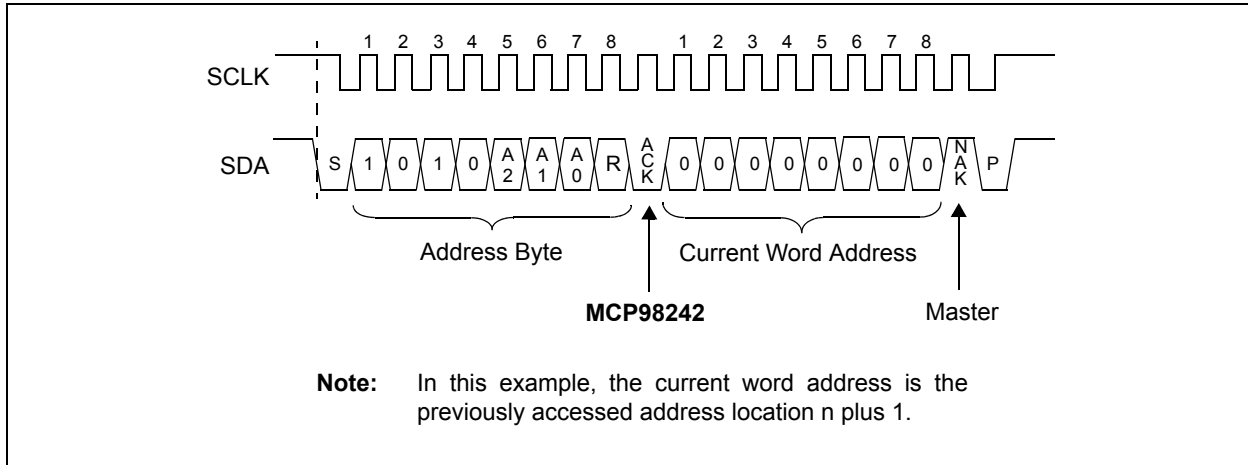 1 2 3 4 5 6 7 8 1 2 3 4 5 6 7 8
SCLK
SDA S 1 0 1 0 A2 A1 A0 R ACK 0 0 0 0 0 0 0 0 NAK P
Address Byte Current Word Address
MCP98242 Master
Note: In this example, the current word address is the
previously accessed address location n plus 1.